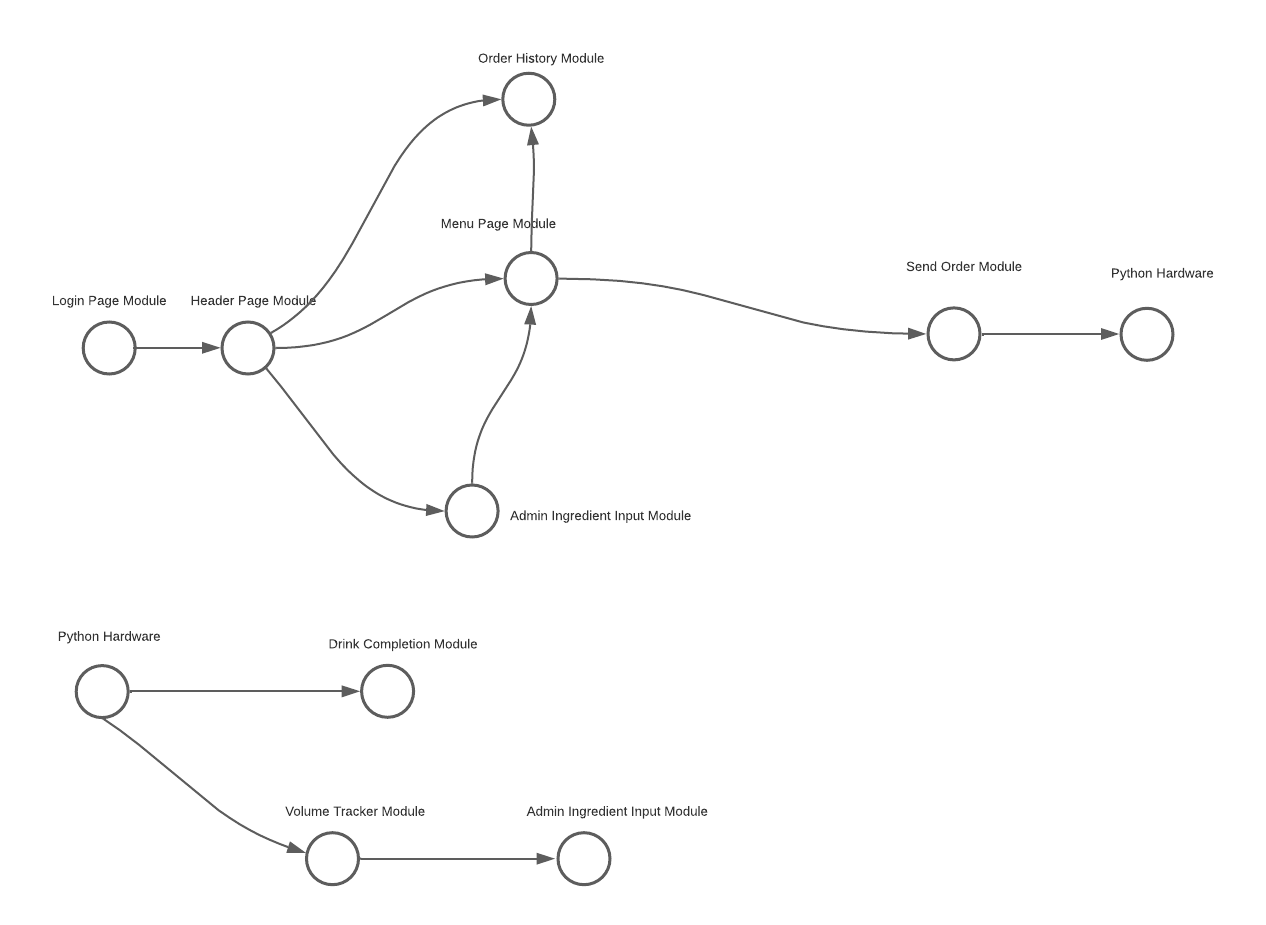 Order History Module
Menu Page Module
Send Order Module
Python Hardware
Login Page Module
Header Page Module
Admin Ingredient Input Module
Python Hardware
Drink Completion Module
Volume Tracker Module
Admin Ingredient Input Module